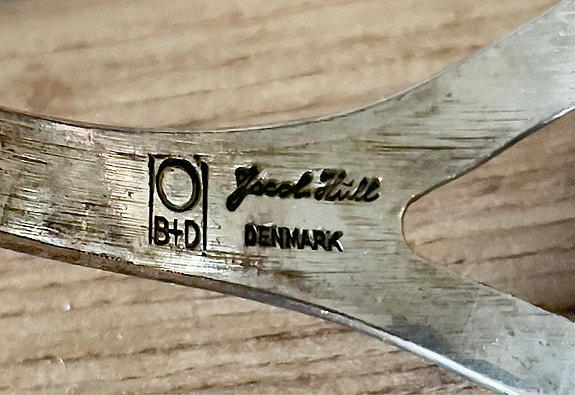 B+D
Jacob Hull
DENMARK